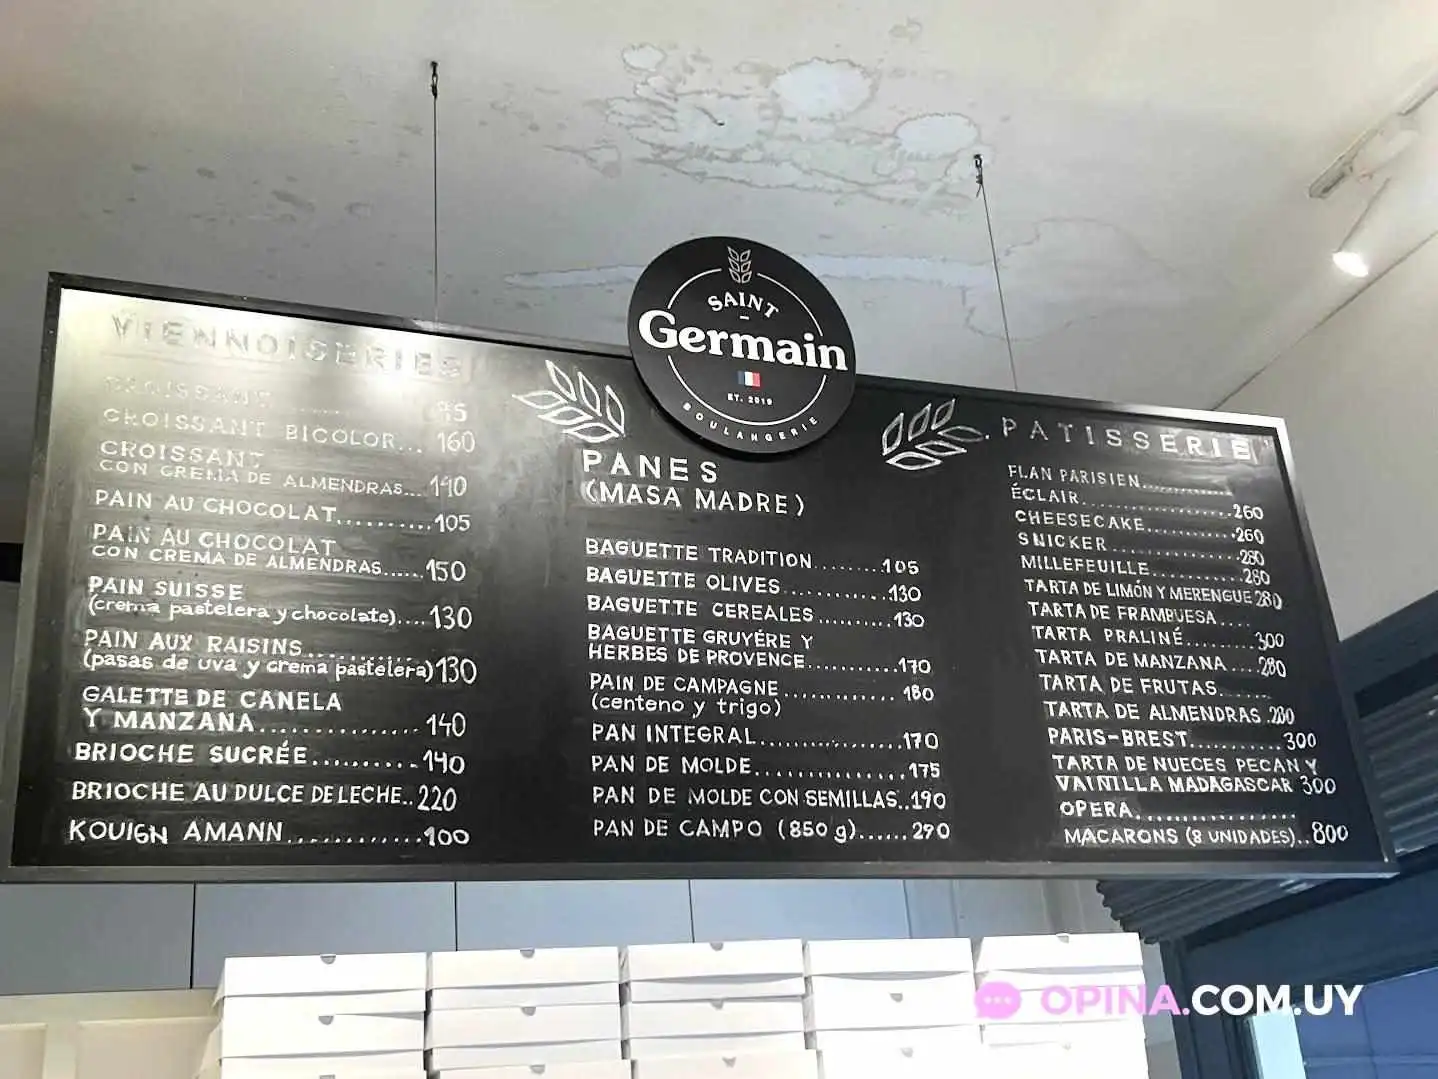 SAINT
Germain
ET. 2019
BOULANGERIE
VIENNOISERIES
CROISSANT
CROISSANT BICOLOR... 160
CROISSANT
CON CREMA DE ALMENDRAS...140
PAIN AU CHOCOLAT..........105
PAIN AU CHOCOLAT
CON CREMA DE ALMENDRAS......150
PAIN SUISSE
(crema pastelera y chocolate)....130
PAIN AUX RAISINS............
(pasas de uva y crema pastelera)130
GALETTE DE CANELA
Y MANZANA...............140
BRIOCHE SUCRÉE..........140
BRIOCHE AU DULCE DE LECHE..220
KOUIGN AMANN.............100
PANES
(MASA MADRE)
BAGUETTE TRADITION........105
BAGUETTE OLIVES............130
BAGUETTE CEREALES.........130
BAGUETTE GRUYÉRE Y
HERBES DE PROVENCE..........170
PAIN DE CAMPAGNE............. 180
(centeno y trigo)
PAN INTEGRAL................170
PAN DE MOLDE................175
PAN DE MOLDE CON SEMILLAS..190
PAN DE CAMPO (850 g)...... 290
PATISSERIE
FLAN PARISIEN..............
ÉCLAIR.....................260
CHEESECAKE............260
SNICKER................280
MILLEFEUILLE............280
TARTA DE LIMÓN Y MERENGUE 280
TARTA DE FRAMBUESA....
TARTA PRALINÉ.........300
TARTA DE MANZANA....280
TARTA DE FRUTAS......
TARTA DE ALMENDRAS.280
PARIS-BREST..........300
TARTA DE NUECES PECAN Y
VAINILLA MADAGASCAR 300
OPERA.................
MACARONS (8 UNIDADES)..800
OPINA.COM.UY